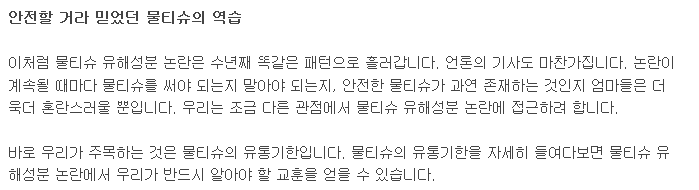 안전할 거라 믿었던 물티슈의 역습
이처럼 물티슈 유해성분 논란은 수년째 똑같은 패턴으로 흘러갑니다. 언론의 기사도 마찬가집니다. 논란이
계속될 때마다 물티슈를 써야 되는지 말아야 되는지, 안전한 물티슈가 과연 존재하는 것인지 엄마들은 더
욱더 혼란스러울 뿐입니다. 우리는 조금 다른 관점에서 물티슈 유해성분 논란에 접근하려 합니다.
바로 우리가 주목하는 것은 물티슈의 유통기한입니다. 물티슈의 유통기한을 자세히 들여다보면 물티슈 유
해성분 논란에서 우리가 반드시 알아야 할 교훈을 얻을 수 있습니다.